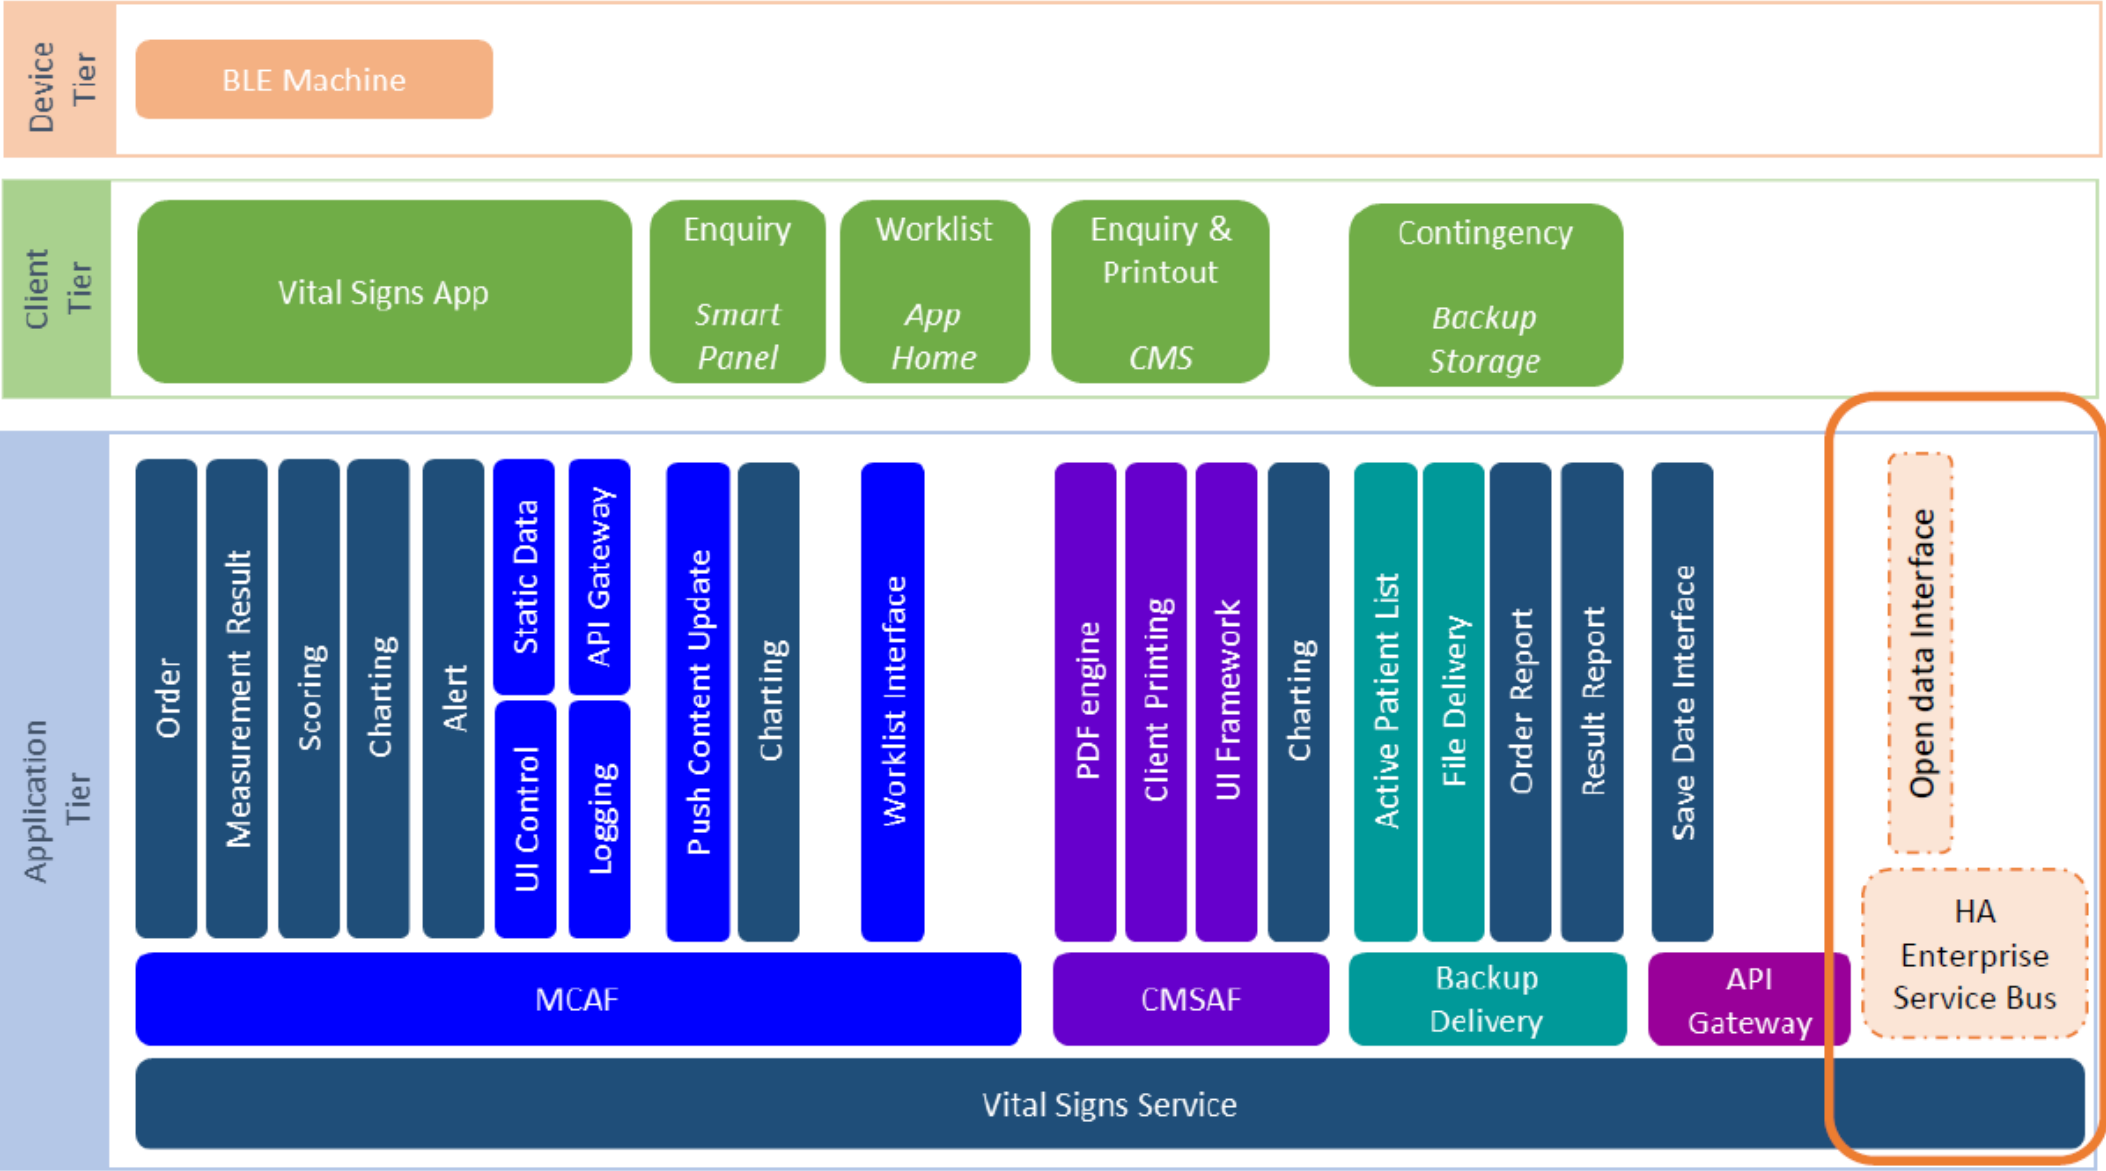 Device
Tier
BLE Machine
Client
Tier
Vital Signs App
Enquiry
Smart
Panel
Worklist
App
Home
Enquiry &
Printout
CMS
Contingency
Backup
Storage
Application
Tier
Order
Measurement Result
Scoring
Charting
Alert
Static Data
UI Control
API Gateway
Logging
Push Content Update
Charting
Worklist Interface
PDF engine
Client Printing
UI Framework
Charting
Active Patient List
File Delivery
Order Report
Result Report
Save Date Interface
Open data Interface
MCAF
CMSAF
Backup
Delivery
API
Gateway
HA
Enterprise
Service Bus
Vital Signs Service